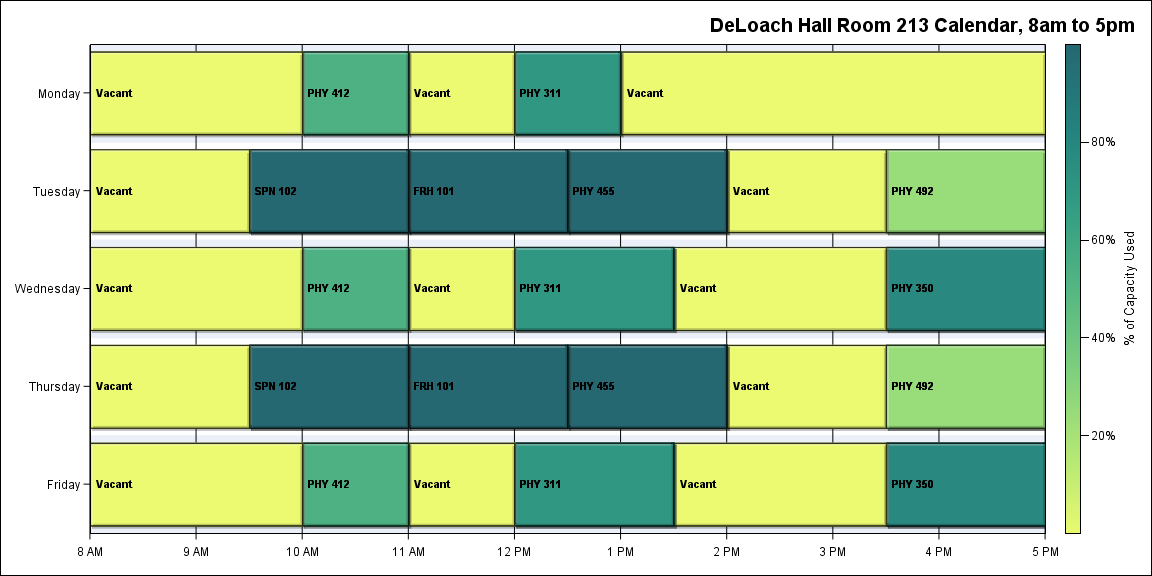 DeLoach Hall Room 213 Calendar, 8am to 5pm
Monday
Vacant
PHY 412
Vacant
PHY 311
Vacant
Tuesday
Vacant
SPN 102
FRH 101
PHY 455
Vacant
PHY 492
Wednesday
Vacant
PHY 412
Vacant
PHY 311
Vacant
PHY 350
Thursday
Vacant
SPN 102
FRH 101
PHY 455
Vacant
PHY 492
Friday
Vacant
PHY 412
Vacant
PHY 311
Vacant
PHY 350
8 AM
9 AM
10 AM
11 AM
12 PM
1 PM
2 PM
3 PM
4 PM
5 PM
80%
60%
40%
20%
% of Capacity Used